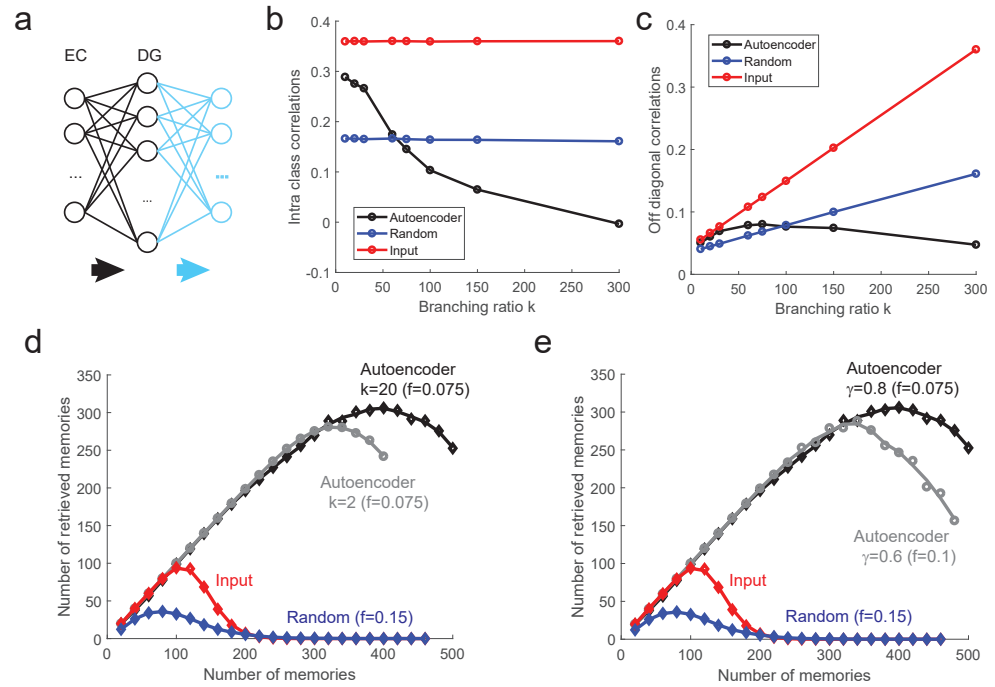 a
EC
DG
...
...
...
b
Intra class correlations
0.4
0.3
0.2
0.1
0
-0.1
Autoencoder
Random
Input
0 50 100 150 200 250 300
Branching ratio k
c
Off diagonal correlations
0.4
0.3
0.2
0.1
0
Autoencoder
Random
Input
0 50 100 150 200 250 300
Branching ratio k
d
Number of retrieved memories
350
300
250
200
150
100
50
0
Autoencoder
k=20 (f=0.075)
Autoencoder
k=2 (f=0.075)
Input
Random (f=0.15)
0 100 200 300 400 500
Number of memories
e
Number of retrieved memories
350
300
250
200
150
100
50
0
Autoencoder
γ=0.8 (f=0.075)
Autoencoder
γ=0.6 (f=0.1)
Input
Random (f=0.15)
0 100 200 300 400 500
Number of memories